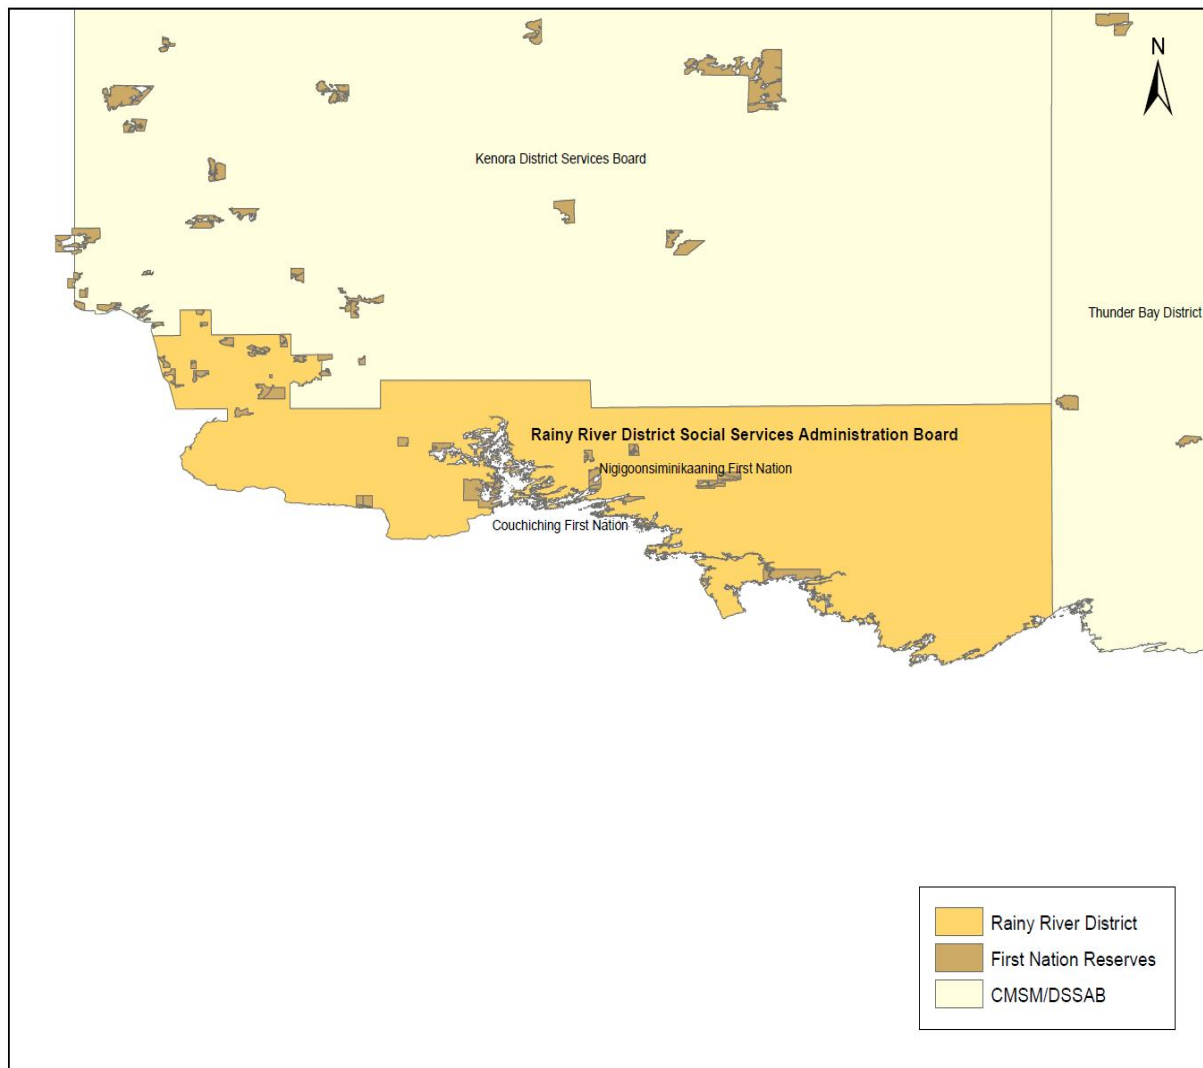 N
Kenora District Services Board
Thunder Bay District
Rainy River District Social Services Administration Board
Nigigoonsiminikaaning First Nation
Couchiching First Nation
Rainy River District
First Nation Reserves
CMSM/DSSAB